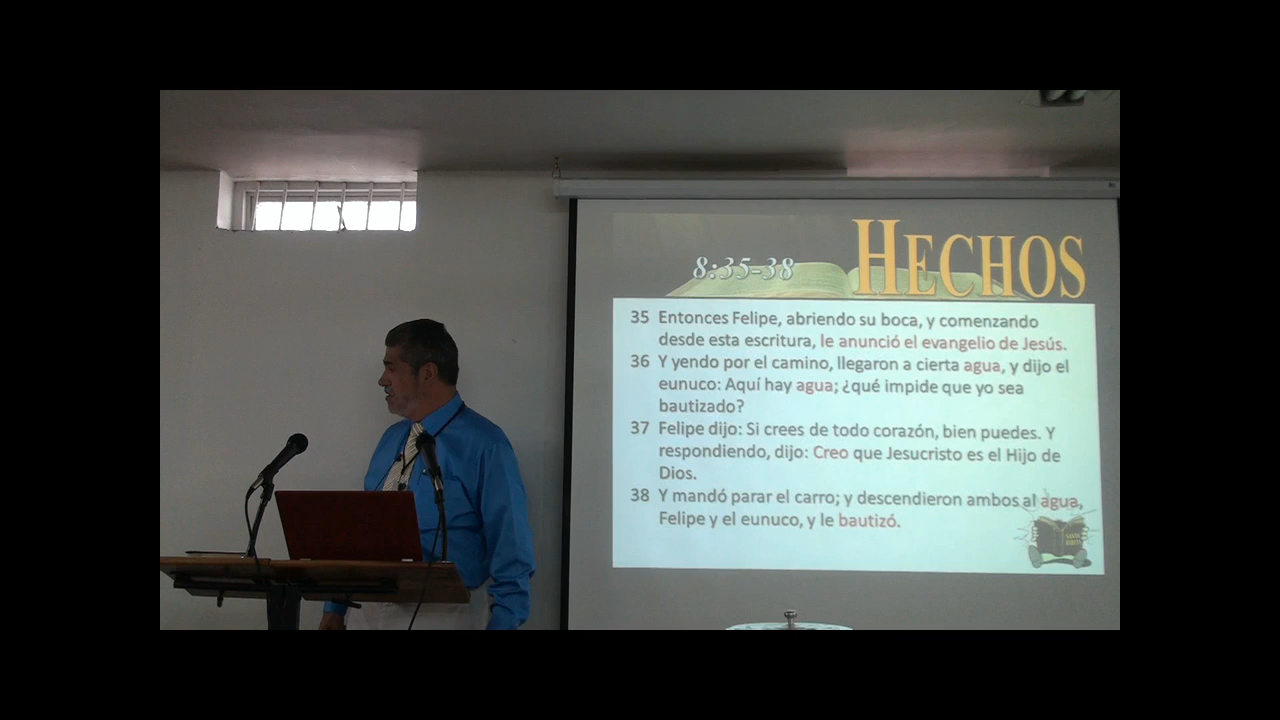 8:35-38 HECHOS
35 Entonces Felipe, abriendo su boca, y comenzando
desde esta escritura, le anunció el evangelio de Jesús.
36 Y yendo por el camino, llegaron a cierta agua, y dijo el
eunuco: Aquí hay agua; ¿qué impide que yo sea
bautizado?
37 Felipe dijo: Si crees de todo corazón, bien puedes. Y
respondiendo, dijo: Creo que Jesucristo es el Hijo de
Dios.
38 Y mandó parar el carro; y descendieron ambos al agua,
Felipe y el eunuco, y le bautizó.
SANTA
BIBLIA